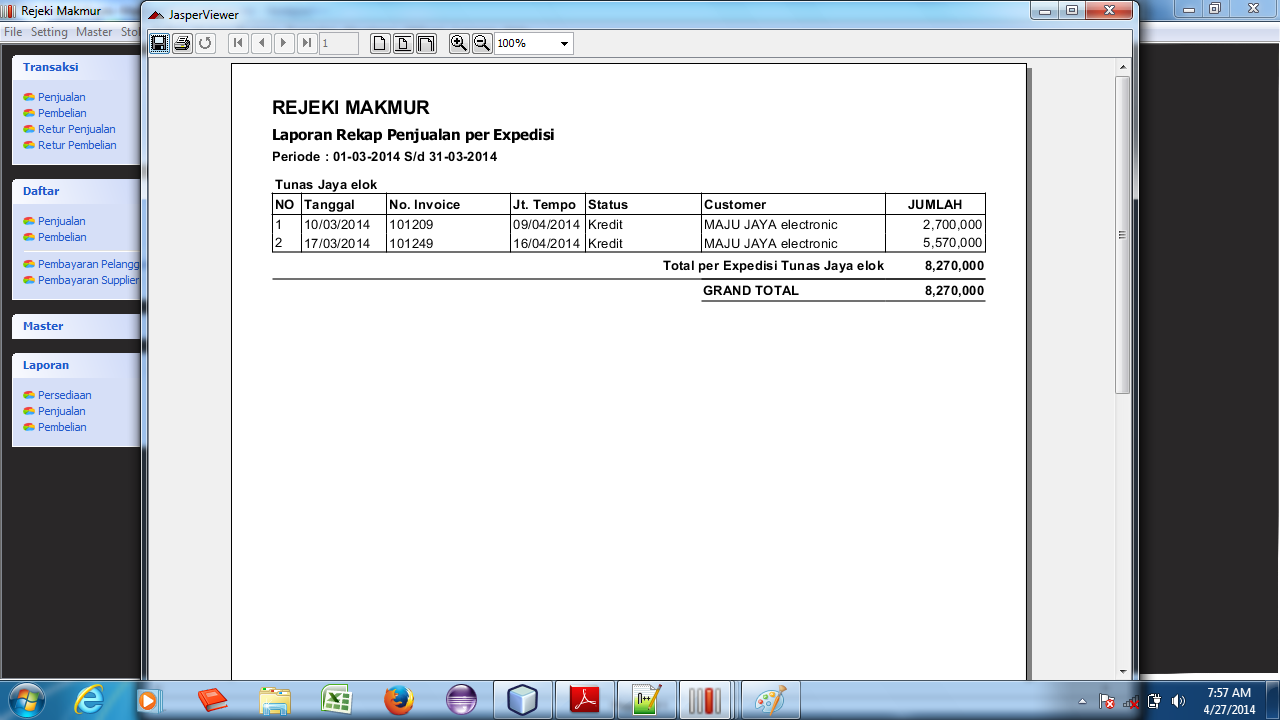 Rejeki Makmur
JasperViewer
File Setting Master Sto
1
100%
Transaksi
Penjualan
Pembelian
Retur Penjualan
Retur Pembelian
Daftar
Penjualan
Pembelian
Pembayaran Pelangg
Pembayaran Supplier
Master
Laporan
Persediaan
Penjualan
Pembelian
REJEKI MAKMUR
Laporan Rekap Penjualan per Expedisi
Periode : 01-03-2014 S/d 31-03-2014
Tunas Jaya elok
NO Tanggal No. Invoice Jt. Tempo Status Customer JUMLAH
1 10/03/2014 101209 09/04/2014 Kredit MAJU JAYA electronic 2,700,000
2 17/03/2014 101249 16/04/2014 Kredit MAJU JAYA electronic 5,570,000
Total per Expedisi Tunas Jaya elok 8,270,000
GRAND TOTAL 8,270,000
7:57 AM
4/27/2014